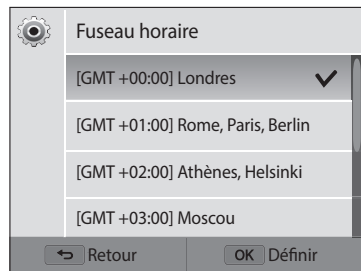 Fuseau horaire
[GMT +00:00] Londres
[GMT +01:00] Rome, Paris, Berlin
[GMT +02:00] Athènes, Helsinki
[GMT +03:00] Moscou
Retour OK Définir